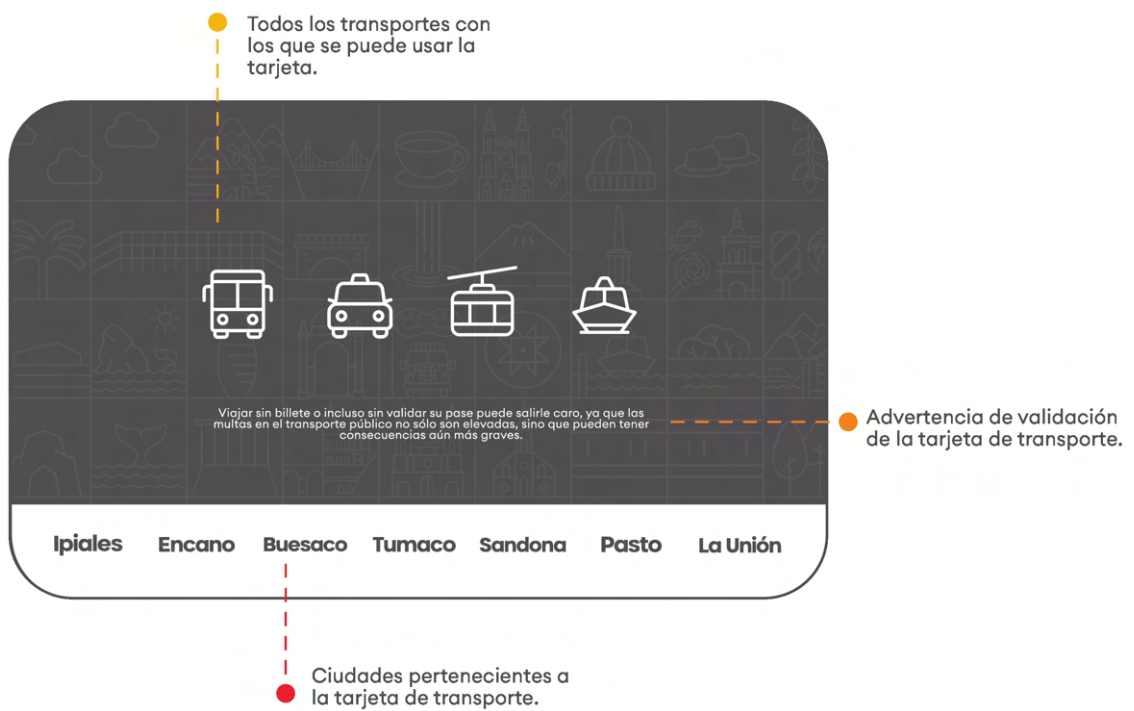 Todos los transportes con
los que se puede usar la
tarjeta.
Viajar sin billete o incluso sin validar su pase puede salirle caro, ya que las
multas en el transporte público no sólo son elevadas, sino que pueden tener
consecuencias aún más graves.
Advertencia de validación
de la tarjeta de transporte.
Ipiales Encano Buesaco Tumaco Sandona Pasto La Unión
Ciudades pertenecientes a
la tarjeta de transporte.